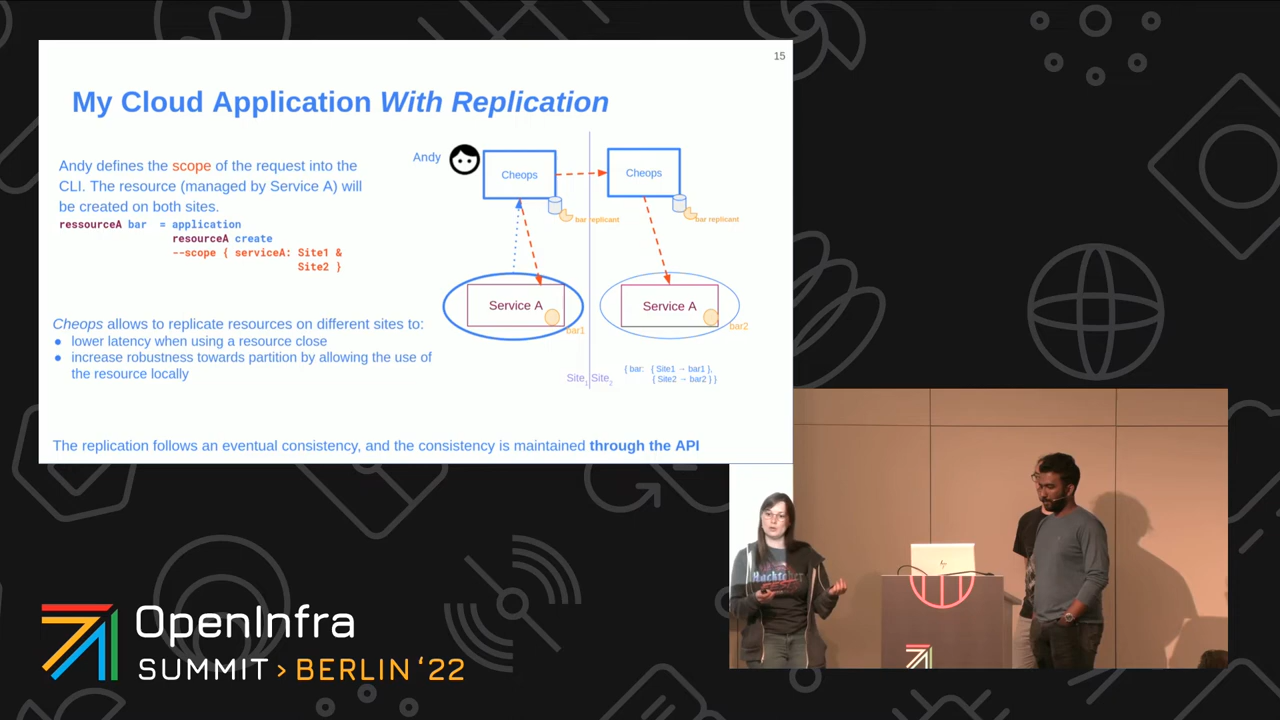 15
My Cloud Application With Replication
Andy defines the scope of the request into the
CLI. The resource (managed by Service A) will
be created on both sites.
ressourceA bar = application
resourceA create
--scope { serviceA: Site1 &
Site2 }
Cheops allows to replicate resources on different sites to:
● lower latency when using a resource close
● increase robustness towards partition by allowing the use of
the resource locally
Andy
Cheops
Cheops
bar replicant
bar replicant
Service A
Service A
bar1
bar2
Site1 Site2
{ bar: { Site1 → bar1 },
{ Site2 → bar2 } }
The replication follows an eventual consistency, and the consistency is maintained through the API
OpenInfra
SUMMIT › BERLIN ‘22